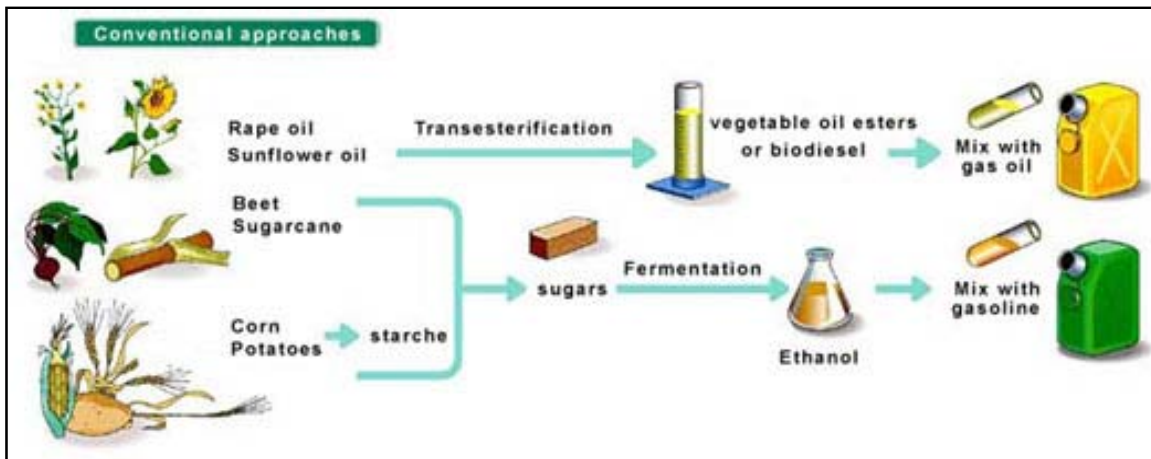 Conventional approaches
Rape oil
Sunflower oil
Transesterification
vegetable oil esters
or biodiesel
Mix with
gas oil
Beet
Sugarcane
sugars
Fermentation
Ethanol
Mix with
gasoline
Corn
Potatoes
starche